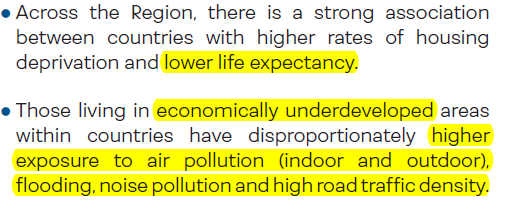 • Across the Region, there is a strong association
between countries with higher rates of housing
deprivation and lower life expectancy.
• Those living in economically underdeveloped areas
within countries have disproportionately higher
exposure to air pollution (indoor and outdoor),
flooding, noise pollution and high road traffic density.